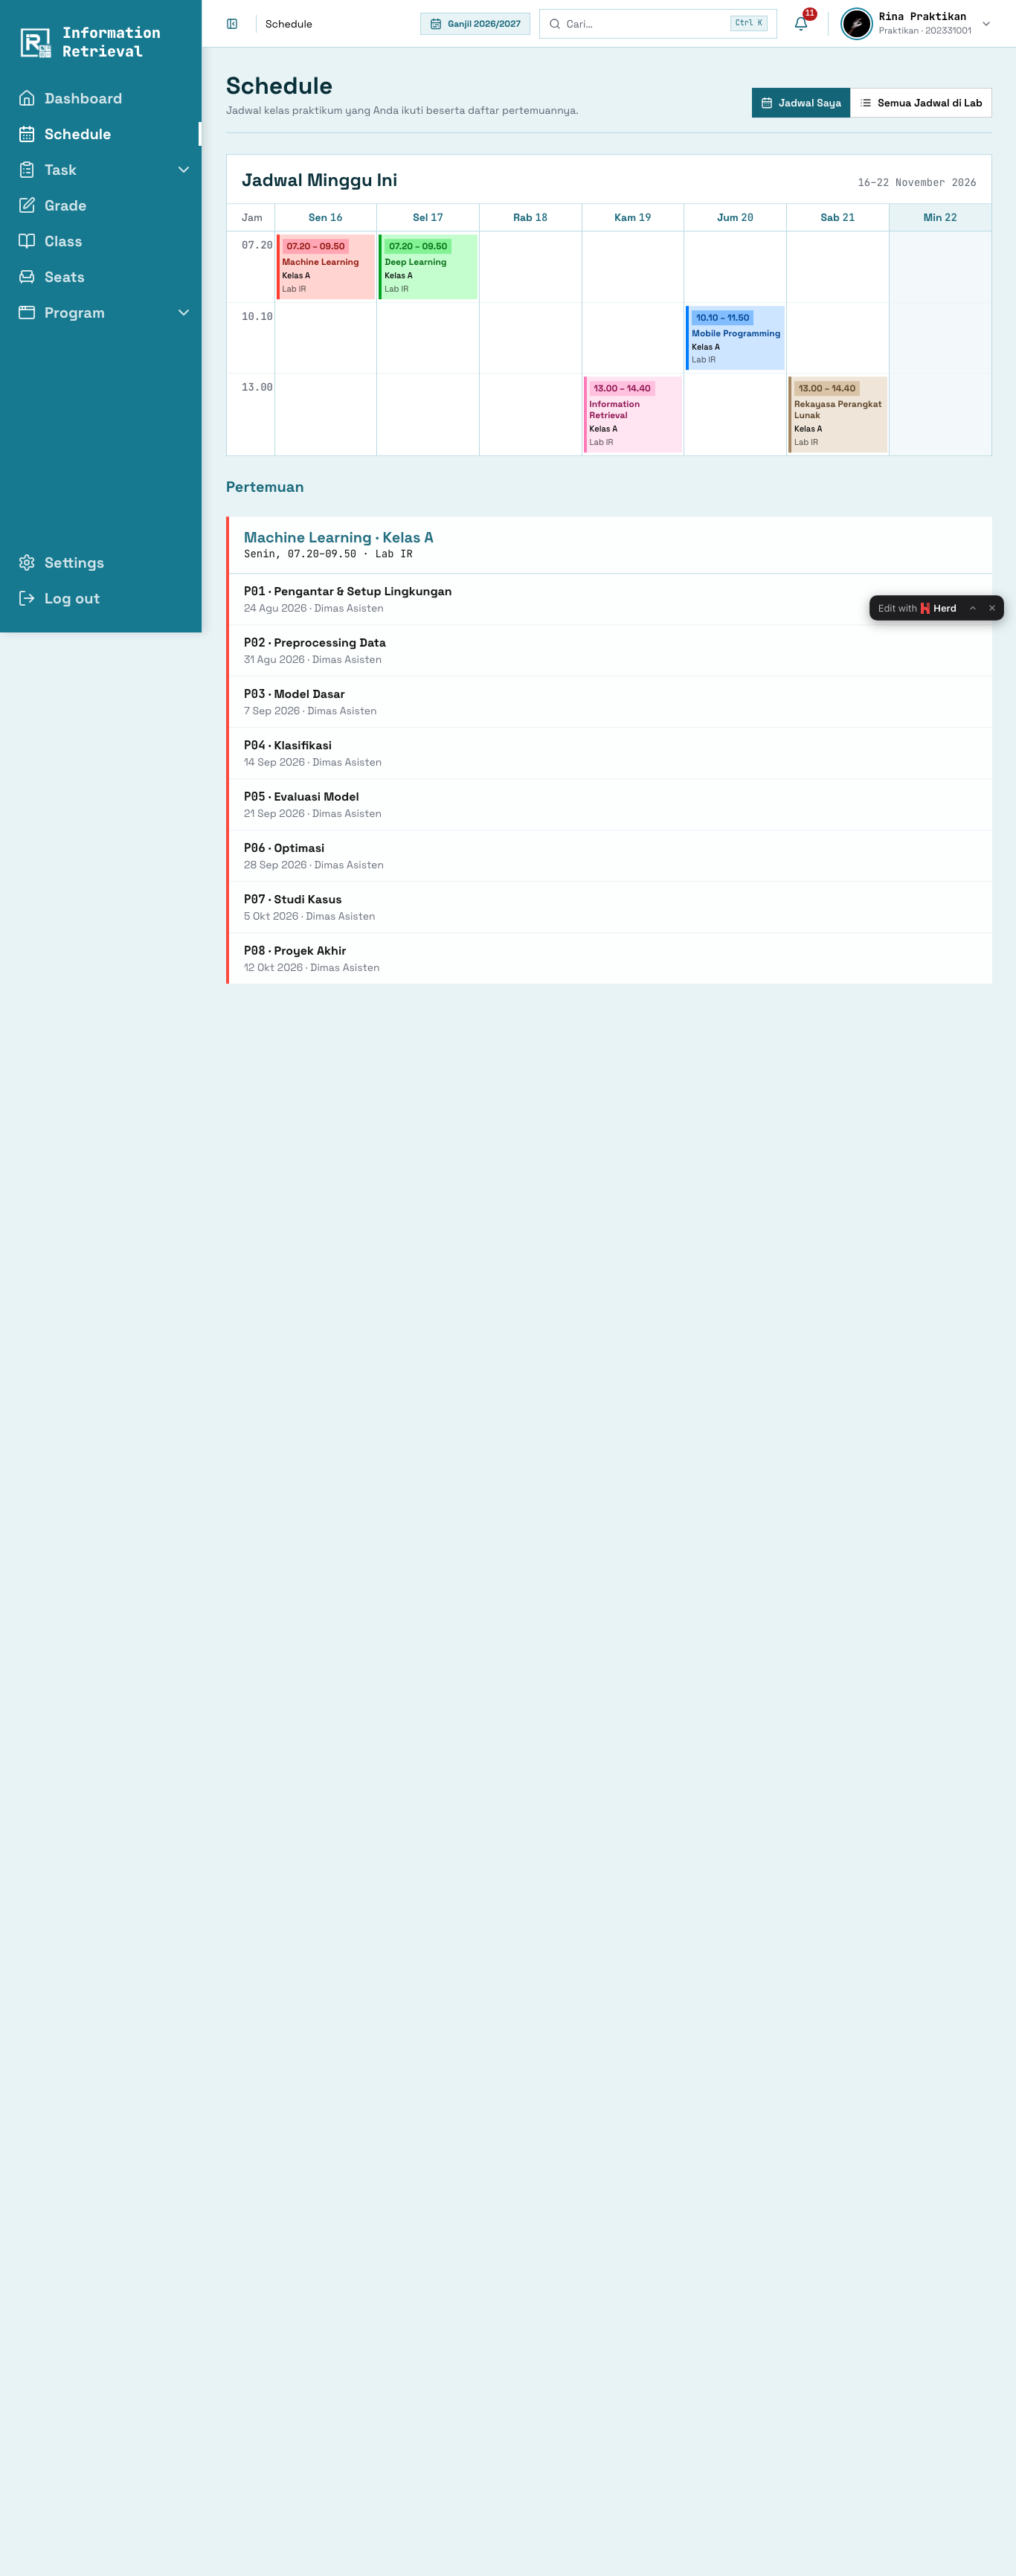 Information
Retrieval
Dashboard
Schedule
Task
Grade
Class
Seats
Program
Settings
Log out
Schedule
Ganjil 2026/2027
Cari...
Ctrl K
11
Rina Praktikan
Praktikan · 202331001
Schedule
Jadwal kelas praktikum yang Anda ikuti beserta daftar pertemuannya.
Jadwal Saya
Semua Jadwal di Lab
Jadwal Minggu Ini
16–22 November 2026
Jam
Sen 16
Sel 17
Rab 18
Kam 19
Jum 20
Sab 21
Min 22
07.20
07.20 – 09.50
Machine Learning
Kelas A
Lab IR
07.20 – 09.50
Deep Learning
Kelas A
Lab IR
10.10
10.10 – 11.50
Mobile Programming
Kelas A
Lab IR
13.00
13.00 – 14.40
Information
Retrieval
Kelas A
Lab IR
13.00 – 14.40
Rekayasa Perangkat
Lunak
Kelas A
Lab IR
Pertemuan
Machine Learning · Kelas A
Senin, 07.20–09.50 · Lab IR
P01 · Pengantar & Setup Lingkungan
24 Agu 2026 · Dimas Asisten
Edit with Herd
P02 · Preprocessing Data
31 Agu 2026 · Dimas Asisten
P03 · Model Dasar
7 Sep 2026 · Dimas Asisten
P04 · Klasifikasi
14 Sep 2026 · Dimas Asisten
P05 · Evaluasi Model
21 Sep 2026 · Dimas Asisten
P06 · Optimasi
28 Sep 2026 · Dimas Asisten
P07 · Studi Kasus
5 Okt 2026 · Dimas Asisten
P08 · Proyek Akhir
12 Okt 2026 · Dimas Asisten